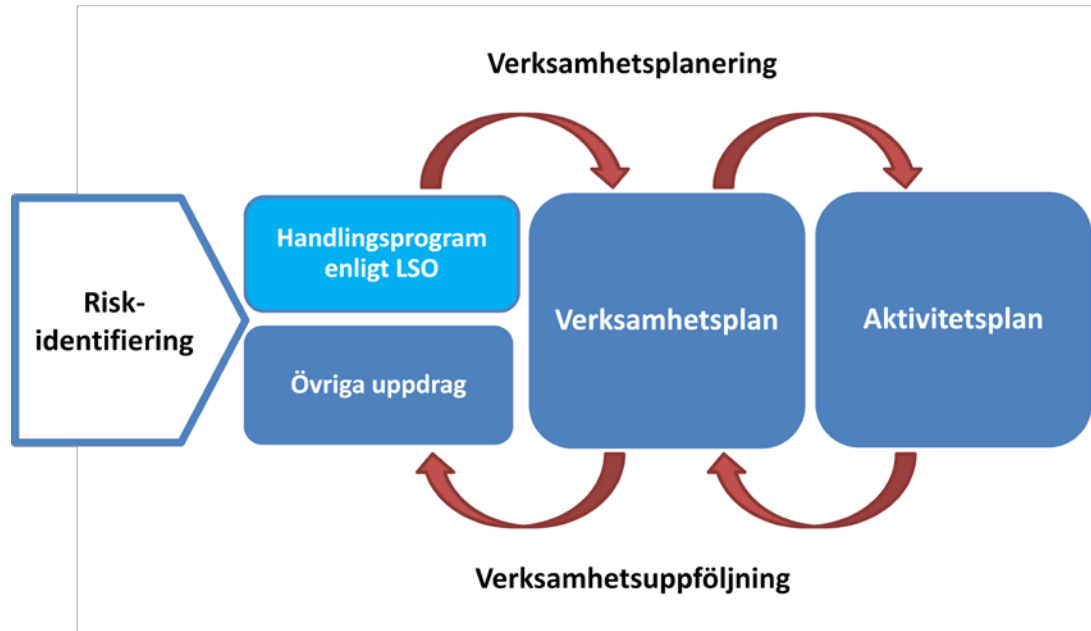 Verksamhetsplanering
Risk-
identifiering
Handlingsprogram
enligt LSO
Övriga uppdrag
Verksamhetsplan
Aktivitetsplan
Verksamhetsuppföljning